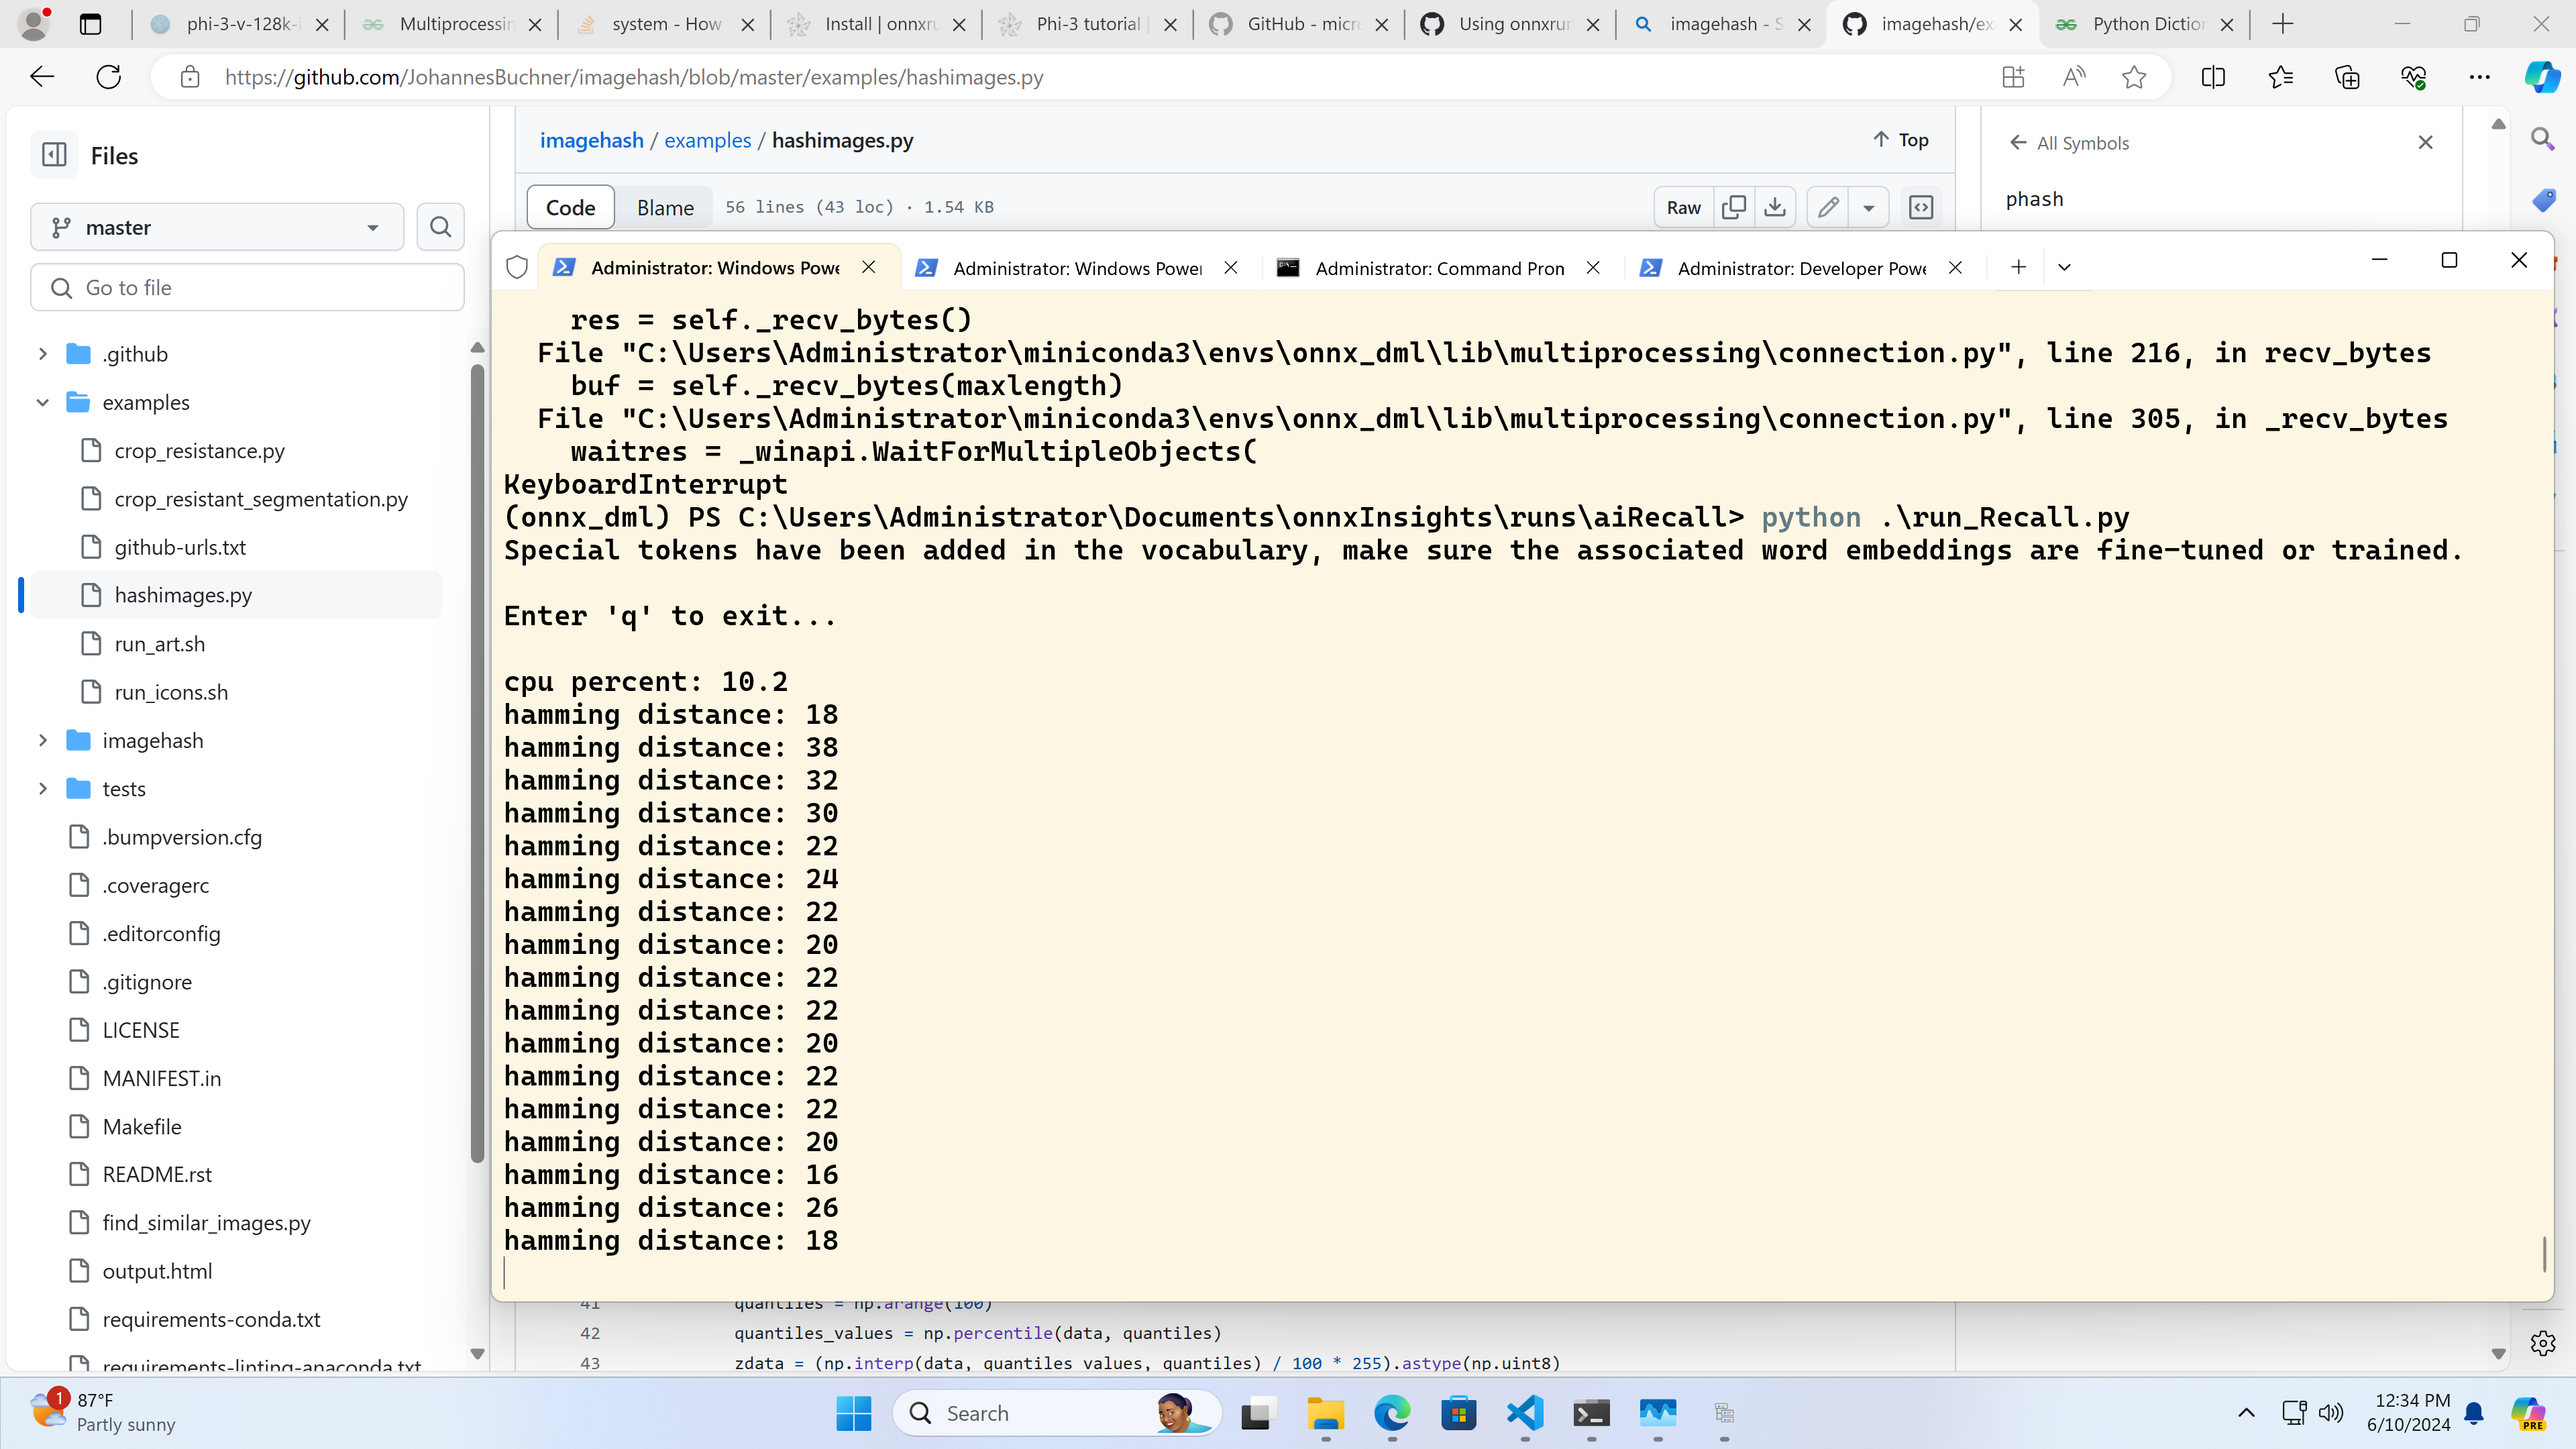 phi-3-v-128k-i
Multiprocessin
system - How
Install | onnxru
Phi-3 tutorial |
GitHub - micro
Using onnxrun
imagehash - S
imagehash/exa
Python Diction
https://github.com/JohannesBuchner/imagehash/blob/master/examples/hashimages.py
Files
master
Go to file
.github
examples
crop_resistance.py
crop_resistant_segmentation.py
github-urls.txt
hashimages.py
run_art.sh
run_icons.sh
imagehash
tests
.bumpversion.cfg
.coveragerc
.editorconfig
.gitignore
LICENSE
MANIFEST.in
Makefile
README.rst
find_similar_images.py
output.html
requirements-conda.txt
requirements-linting-anaconda.txt
imagehash / examples / hashimages.py
Top
Code Blame 56 lines (43 loc) · 1.54 KB
Raw
All Symbols
phash
Administrator: Windows Powe
Administrator: Windows Power
Administrator: Command Pron
Administrator: Developer Powe
res = self._recv_bytes()
File "C:\Users\Administrator\miniconda3\envs\onnx_dml\lib\multiprocessing\connection.py", line 216, in recv_bytes
buf = self._recv_bytes(maxlength)
File "C:\Users\Administrator\miniconda3\envs\onnx_dml\lib\multiprocessing\connection.py", line 305, in _recv_bytes
waitres = _winapi.WaitForMultipleObjects(
KeyboardInterrupt
(onnx_dml) PS C:\Users\Administrator\Documents\onnxInsights\runs\aiRecall> python .\run_Recall.py
Special tokens have been added in the vocabulary, make sure the associated word embeddings are fine-tuned or trained.
Enter 'q' to exit...
cpu percent: 10.2
hamming distance: 18
hamming distance: 38
hamming distance: 32
hamming distance: 30
hamming distance: 22
hamming distance: 24
hamming distance: 22
hamming distance: 20
hamming distance: 22
hamming distance: 22
hamming distance: 20
hamming distance: 22
hamming distance: 22
hamming distance: 20
hamming distance: 16
hamming distance: 26
hamming distance: 18
41 quantiles = np.arange(100)
42 quantiles_values = np.percentile(data, quantiles)
43 zdata = (np.interp(data, quantiles_values, quantiles) / 100 * 255).astype(np.uint8)
1
87°F
Partly sunny
Search
12:34 PM
6/10/2024
PRE